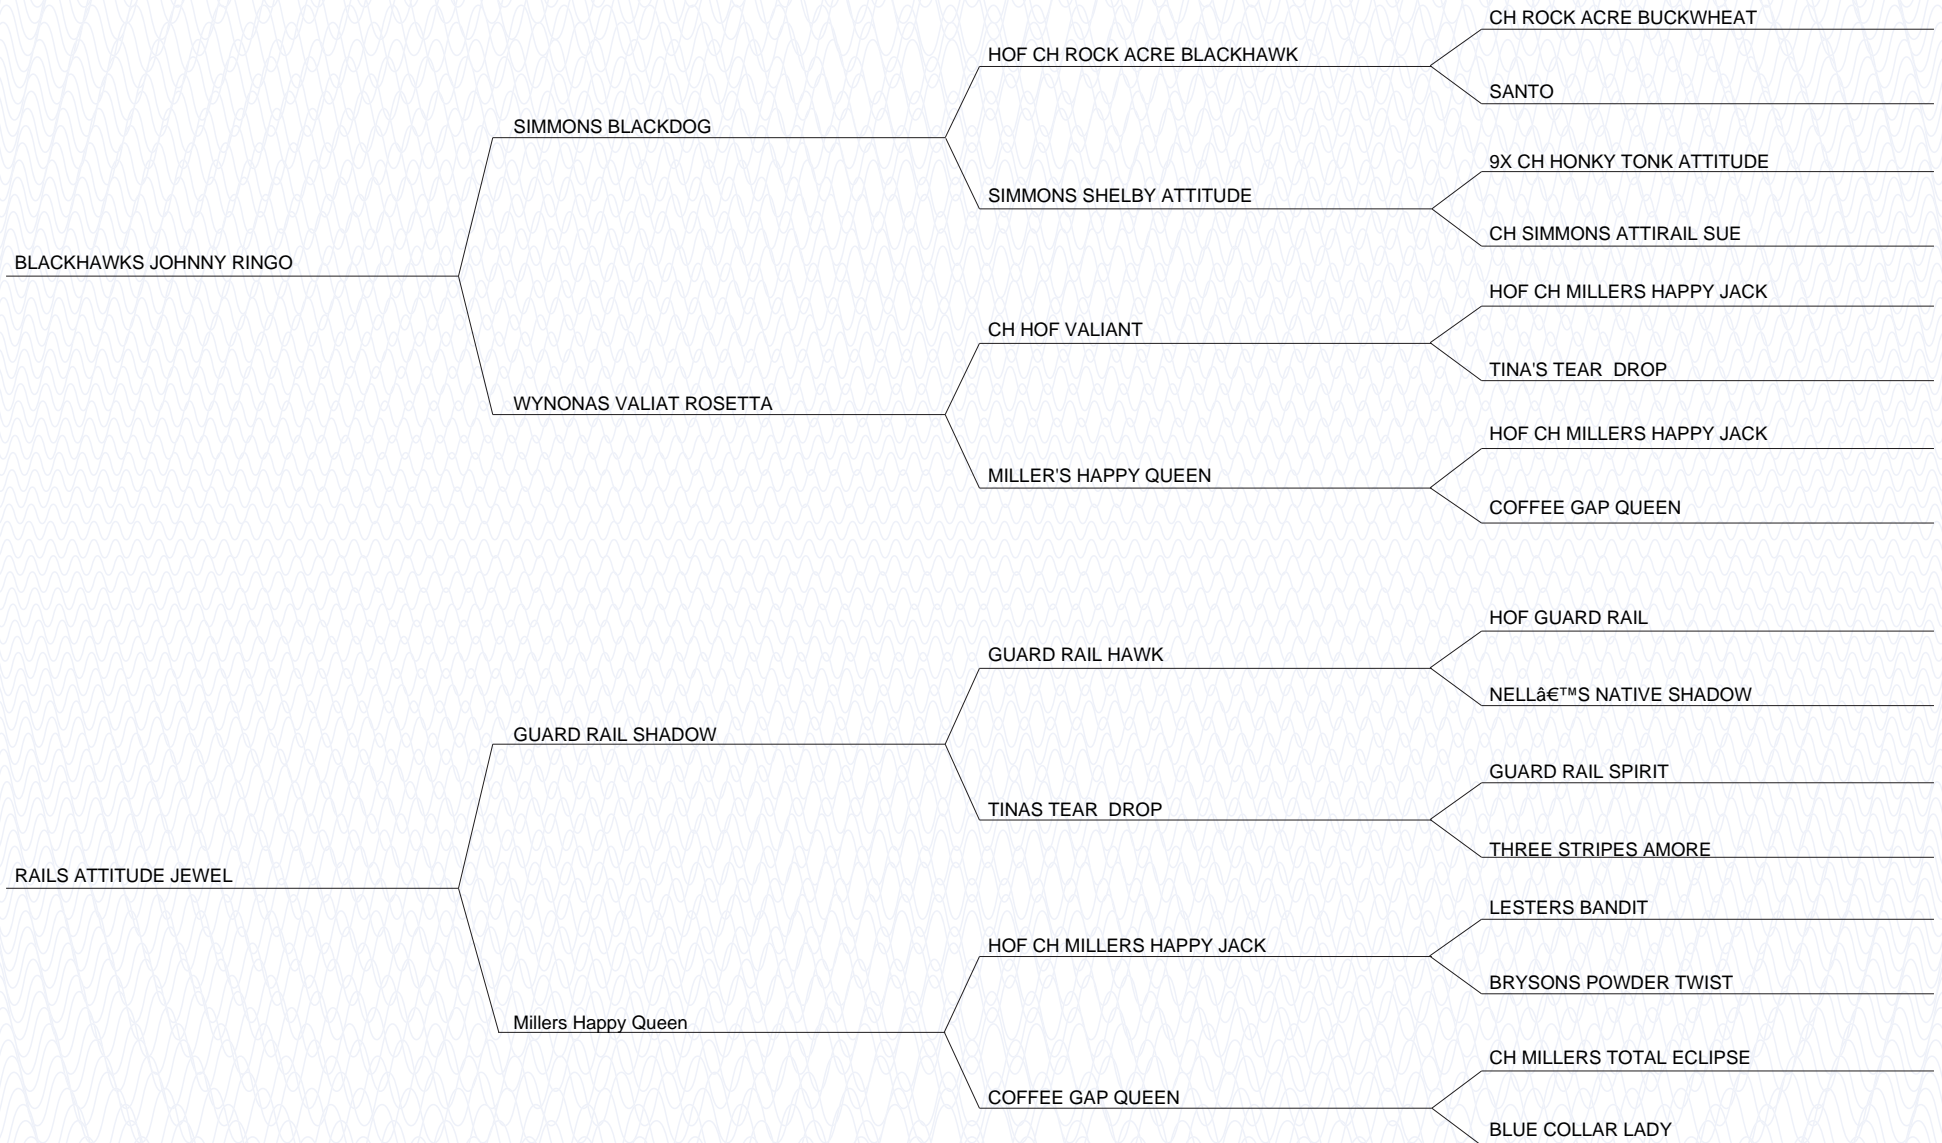 BLACKHAWKS JOHNNY RINGO
SIMMONS BLACKDOG
HOF CH ROCK ACRE BLACKHAWK
CH ROCK ACRE BUCKWHEAT
SANTO
SIMMONS SHELBY ATTITUDE
9X CH HONKY TONK ATTITUDE
CH SIMMONS ATTIRAIL SUE
WYNONAS VALIAT ROSETTA
CH HOF VALIANT
HOF CH MILLERS HAPPY JACK
TINA'S TEAR  DROP
MILLER'S HAPPY QUEEN
HOF CH MILLERS HAPPY JACK
COFFEE GAP QUEEN
RAILS ATTITUDE JEWEL
GUARD RAIL SHADOW
GUARD RAIL HAWK
HOF GUARD RAIL
NELLâ€™S NATIVE SHADOW
TINAS TEAR  DROP
GUARD RAIL SPIRIT
THREE STRIPES AMORE
Millers Happy Queen
HOF CH MILLERS HAPPY JACK
LESTERS BANDIT
BRYSONS POWDER TWIST
COFFEE GAP QUEEN
CH MILLERS TOTAL ECLIPSE
BLUE COLLAR LADY